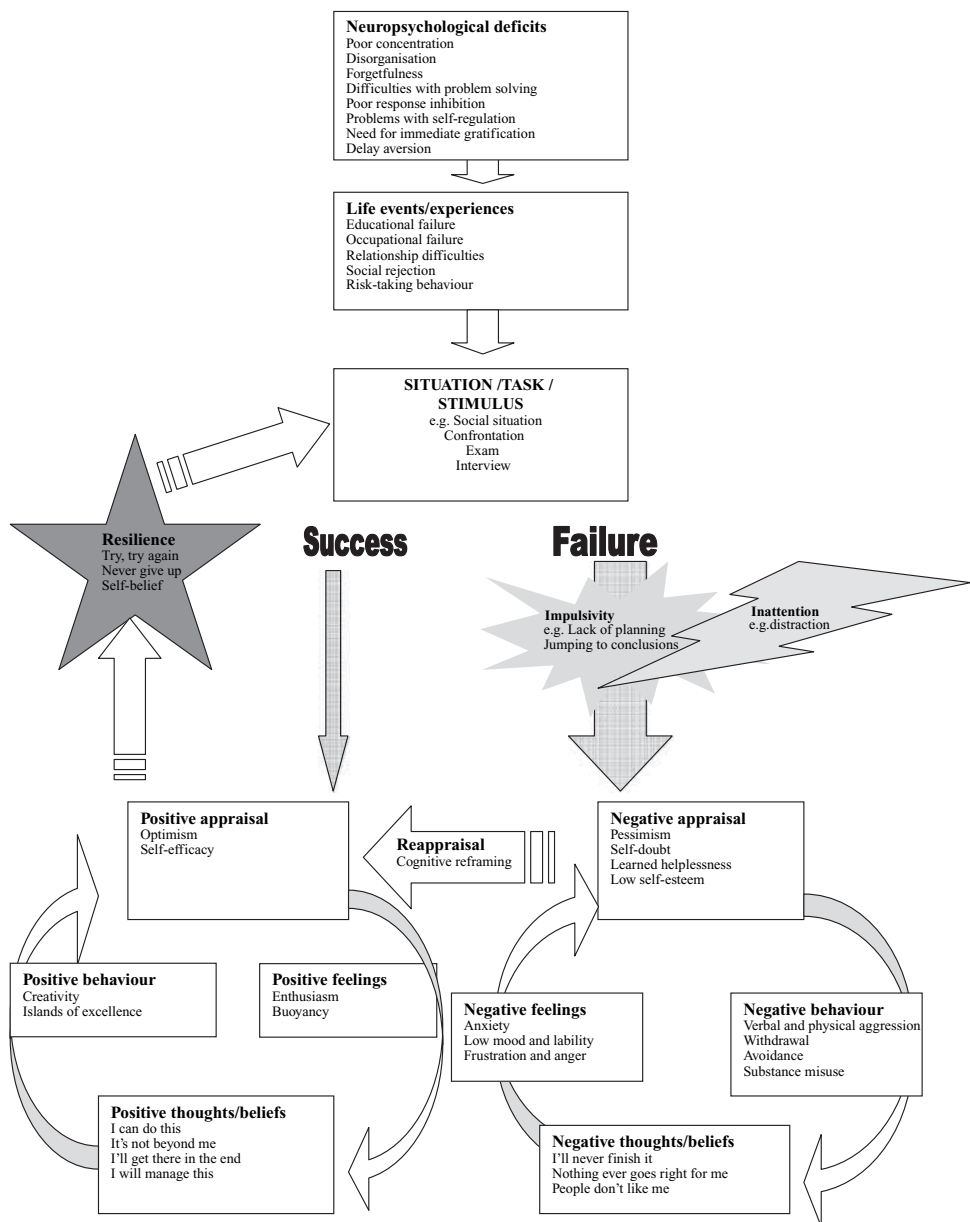 Neuropsychological deficits
Poor concentration
Disorganisation
Forgetfulness
Difficulties with problem solving
Poor response inhibition
Problems with self-regulation
Need for immediate gratification
Delay aversion
Life events/experiences
Educational failure
Occupational failure
Relationship difficulties
Social rejection
Risk-taking behaviour
SITUATION /TASK /
STIMULUS
e.g. Social situation
Confrontation
Exam
Interview
Resilience
Try, try again
Never give up
Self-belief
Success
Failure
Impulsivity
e.g. Lack of planning
Jumping to conclusions
Inattention
e.g.distraction
Positive appraisal
Optimism
Self-efficacy
Reappraisal
Cognitive reframing
Negative appraisal
Pessimism
Self-doubt
Learned helplessness
Low self-esteem
Positive behaviour
Creativity
Islands of excellence
Positive feelings
Enthusiasm
Buoyancy
Negative feelings
Anxiety
Low mood and lability
Frustration and anger
Negative behaviour
Verbal and physical aggression
Withdrawal
Avoidance
Substance misuse
Positive thoughts/beliefs
I can do this
It's not beyond me
I'll get there in the end
I will manage this
Negative thoughts/beliefs
I'll never finish it
Nothing ever goes right for me
People don't like me